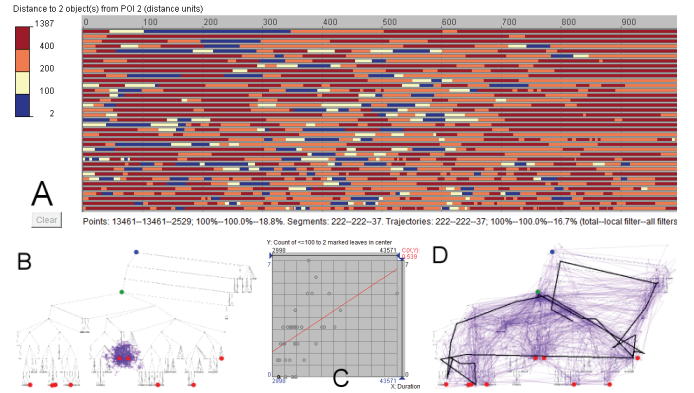 Distance to 2 object(s) from POI 2 (distance units)
1387
400
200
100
2
0 100 200 300 400 500 600 700 800 900
A
Clear
Points: 13461--13461--2529; 100%--100.0%--18.8%. Segments: 222--222--37. Trajectories: 222--222--37; 100%--100.0%--16.7% (total--local filter--all filters
B
Y: Count of <=100 to 2 marked leaves in center
2998 43571 C(X,Y)
0.539
7 7
0 0
2998 43571
C X: Duration
D